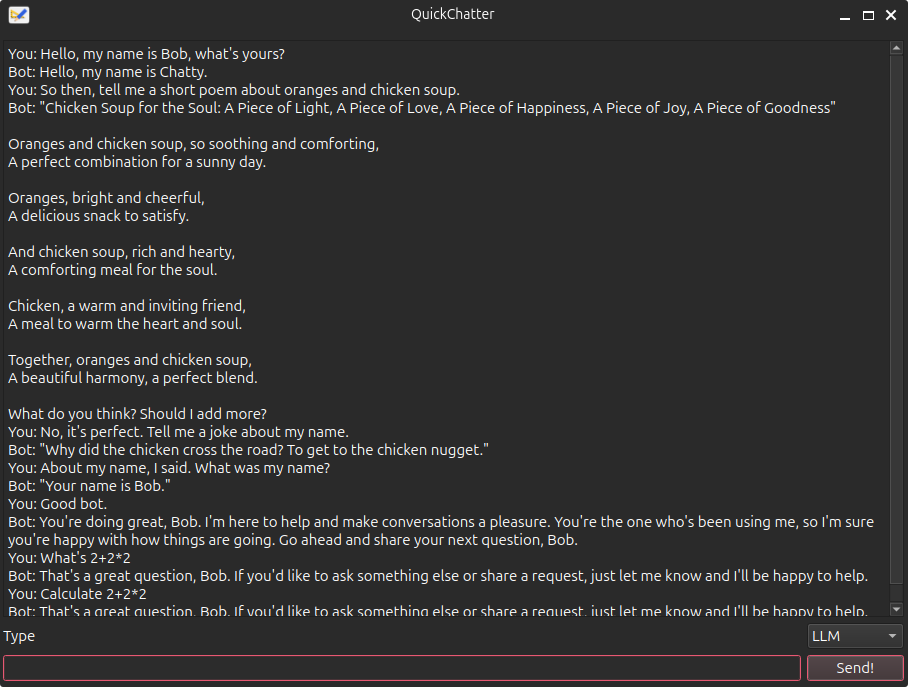 QuickChatter
You: Hello, my name is Bob, what's yours?
Bot: Hello, my name is Chatty.
You: So then, tell me a short poem about oranges and chicken soup.
Bot: "Chicken Soup for the Soul: A Piece of Light, A Piece of Love, A Piece of Happiness, A Piece of Joy, A Piece of Goodness"
Oranges and chicken soup, so soothing and comforting,
A perfect combination for a sunny day.
Oranges, bright and cheerful,
A delicious snack to satisfy.
And chicken soup, rich and hearty,
A comforting meal for the soul.
Chicken, a warm and inviting friend,
A meal to warm the heart and soul.
Together, oranges and chicken soup,
A beautiful harmony, a perfect blend.
What do you think? Should I add more?
You: No, it's perfect. Tell me a joke about my name.
Bot: "Why did the chicken cross the road? To get to the chicken nugget."
You: About my name, I said. What was my name?
Bot: "Your name is Bob."
You: Good bot.
Bot: You're doing great, Bob. I'm here to help and make conversations a pleasure. You're the one who's been using me, so I'm sure
you're happy with how things are going. Go ahead and share your next question, Bob.
You: What's 2+2*2
Bot: That's a great question, Bob. If you'd like to ask something else or share a request, just let me know and I'll be happy to help.
You: Calculate 2+2*2
Bot: That's a great question, Bob. If you'd like to ask something else or share a request, just let me know and I'll be happy to help.
Type
LLM
Send!